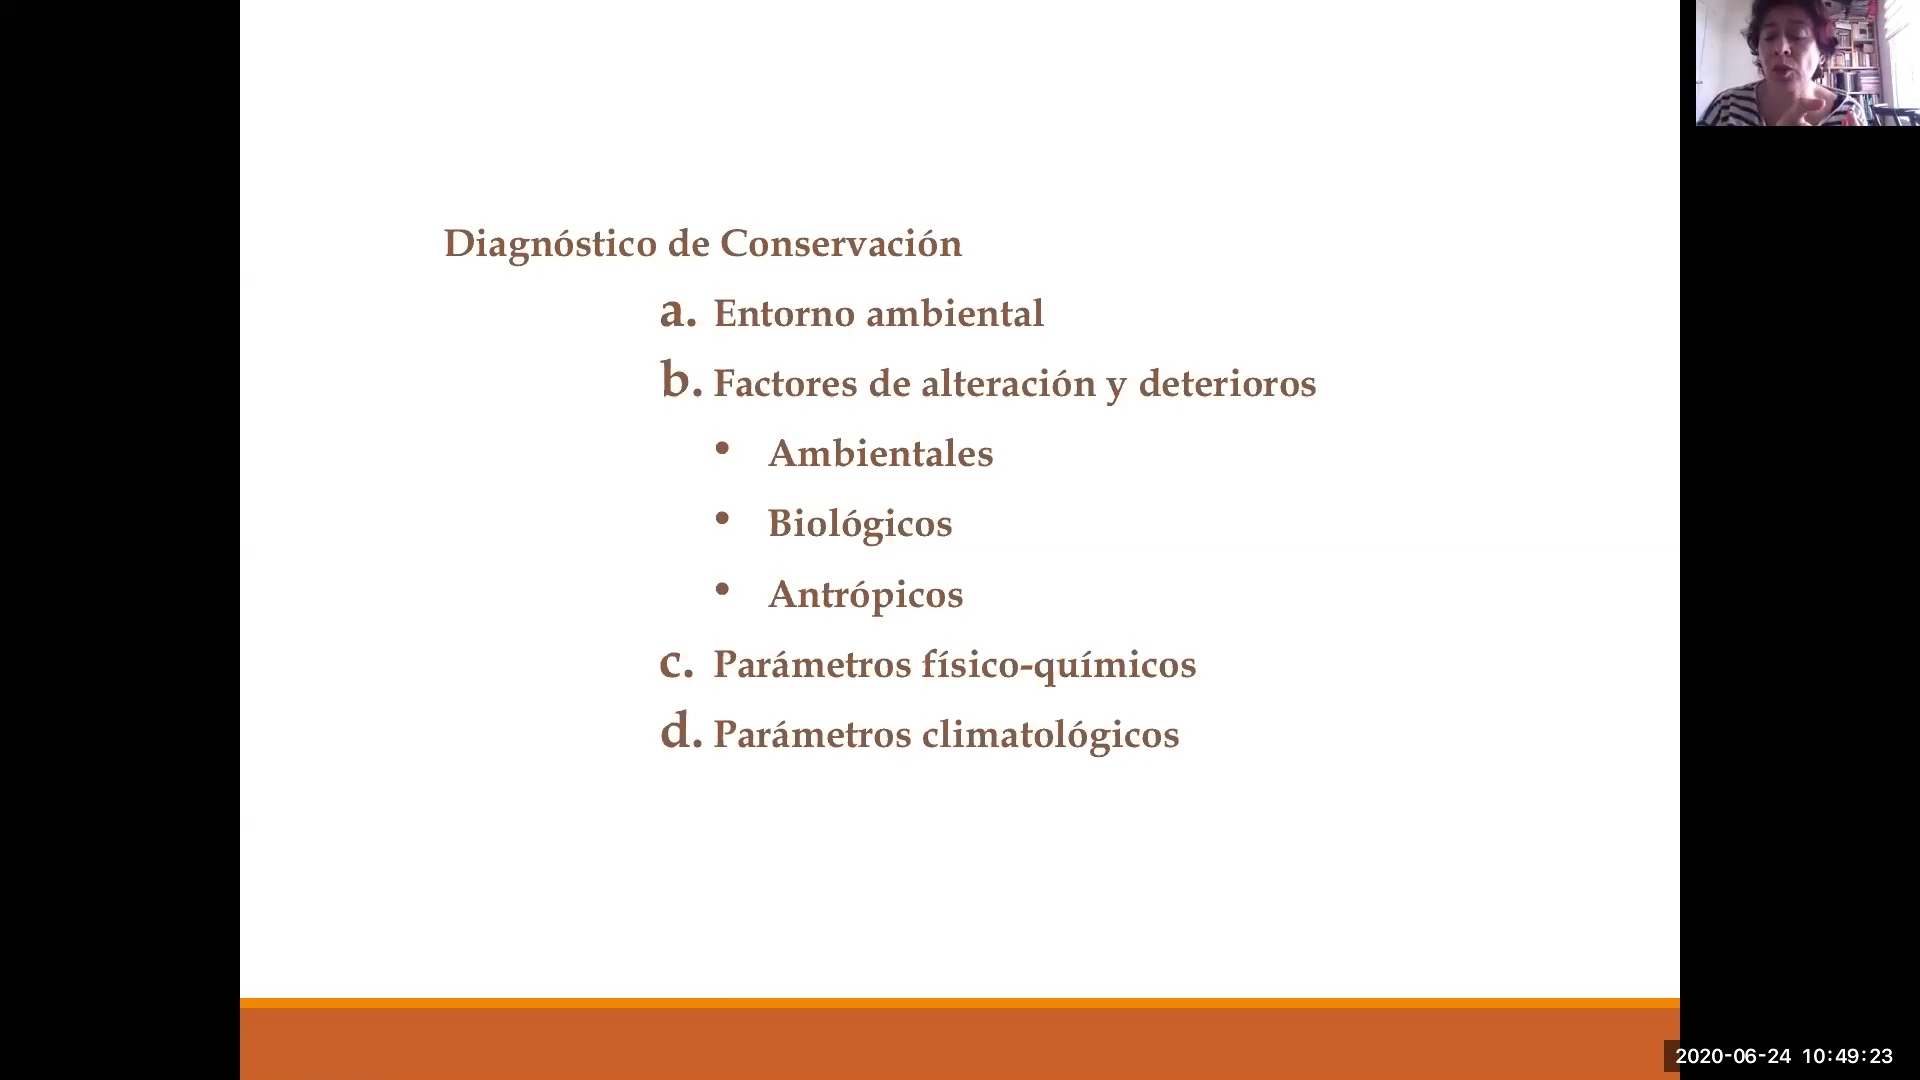 Diagnóstico de Conservación
a. Entorno ambiental
b. Factores de alteración y deterioros
• Ambientales
• Biológicos
• Antrópicos
c. Parámetros físico-químicos
d. Parámetros climatológicos
2020-06-24 10:49:23